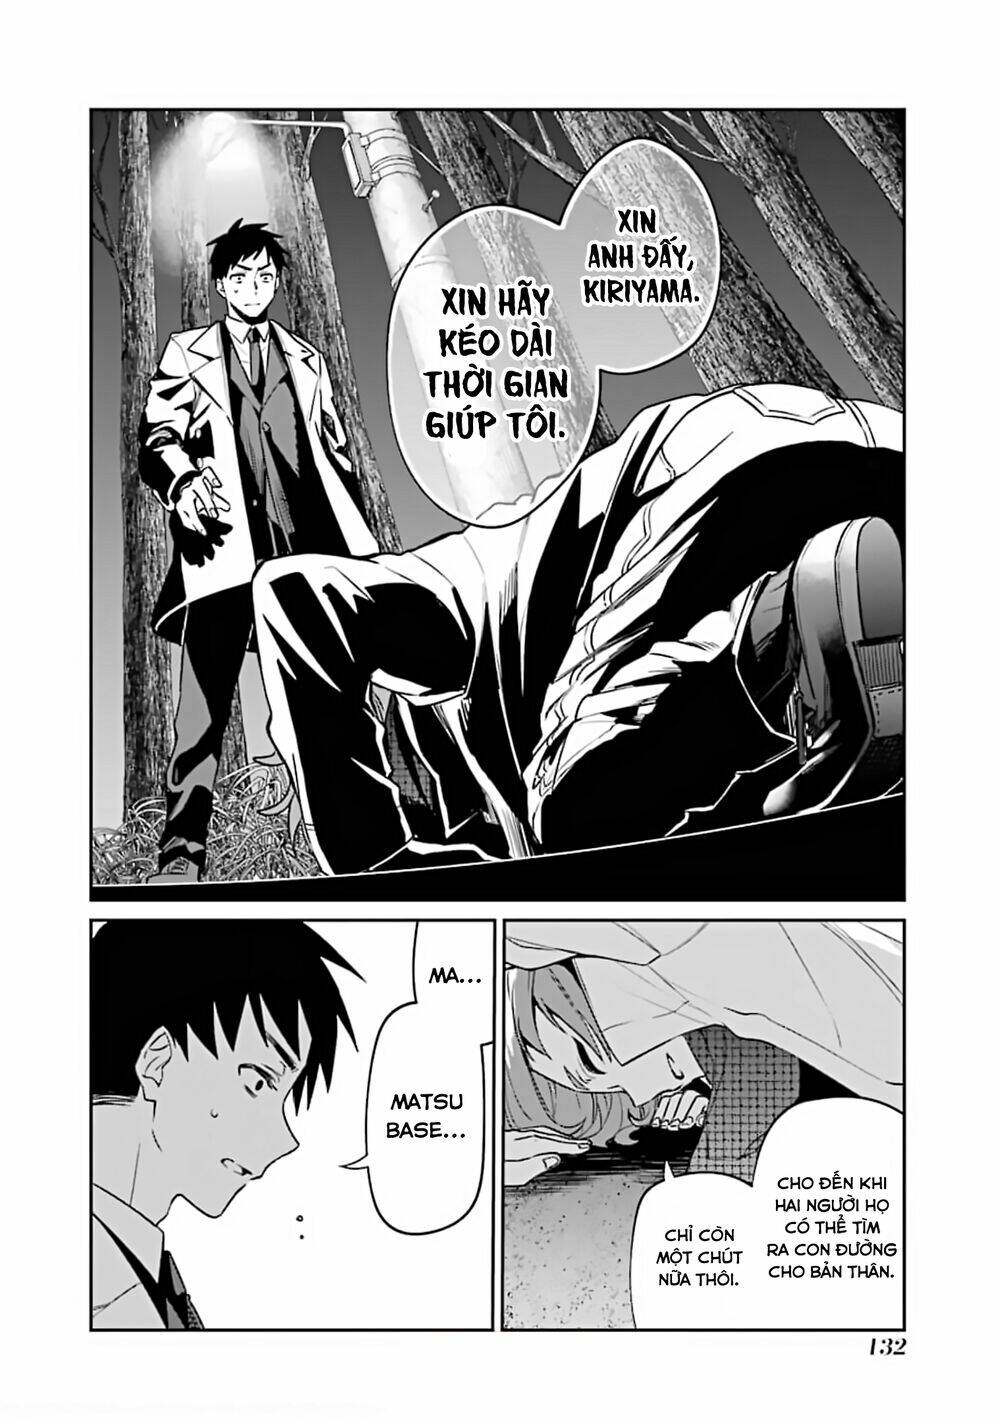 XIN
ANH ĐẤY,
KIRIYAMA.
XIN HÃY
KÉO DÀI
THỜI GIAN
GIÚP TÔI.
CHO ĐẾN KHI
HAI NGƯỜI HỌ
CÓ THỂ TÌM
RA CON ĐƯỜNG
CHO BẢN THÂN.
CHỈ CÒN
MỘT CHÚT
NỮA THÔI.
MA...
MATSU
BASE...
132